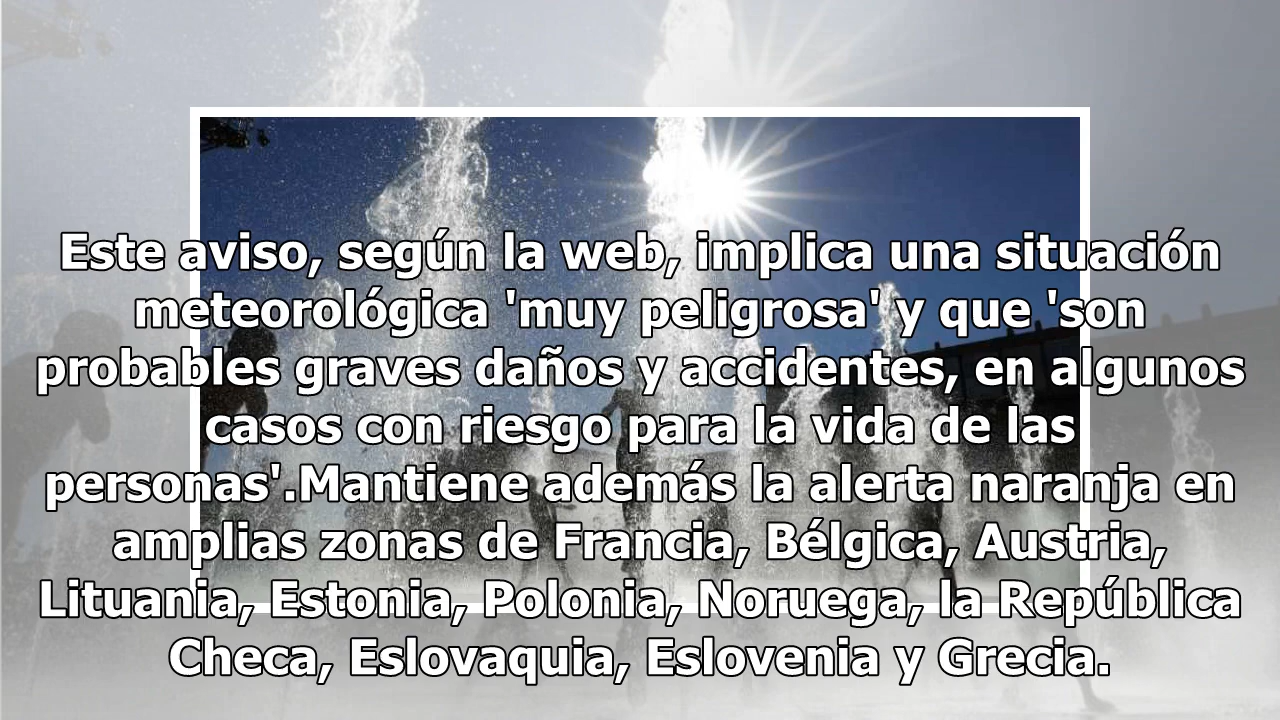 Este aviso, según la web, implica una situación
meteorológica 'muy peligrosa' y que 'son
probables graves daños y accidentes, en algunos
casos con riesgo para la vida de las
personas'.Mantiene además la alerta naranja en
amplias zonas de Francia, Bélgica, Austria,
Lituania, Estonia, Polonia, Noruega, la República
Checa, Eslovaquia, Eslovenia y Grecia.